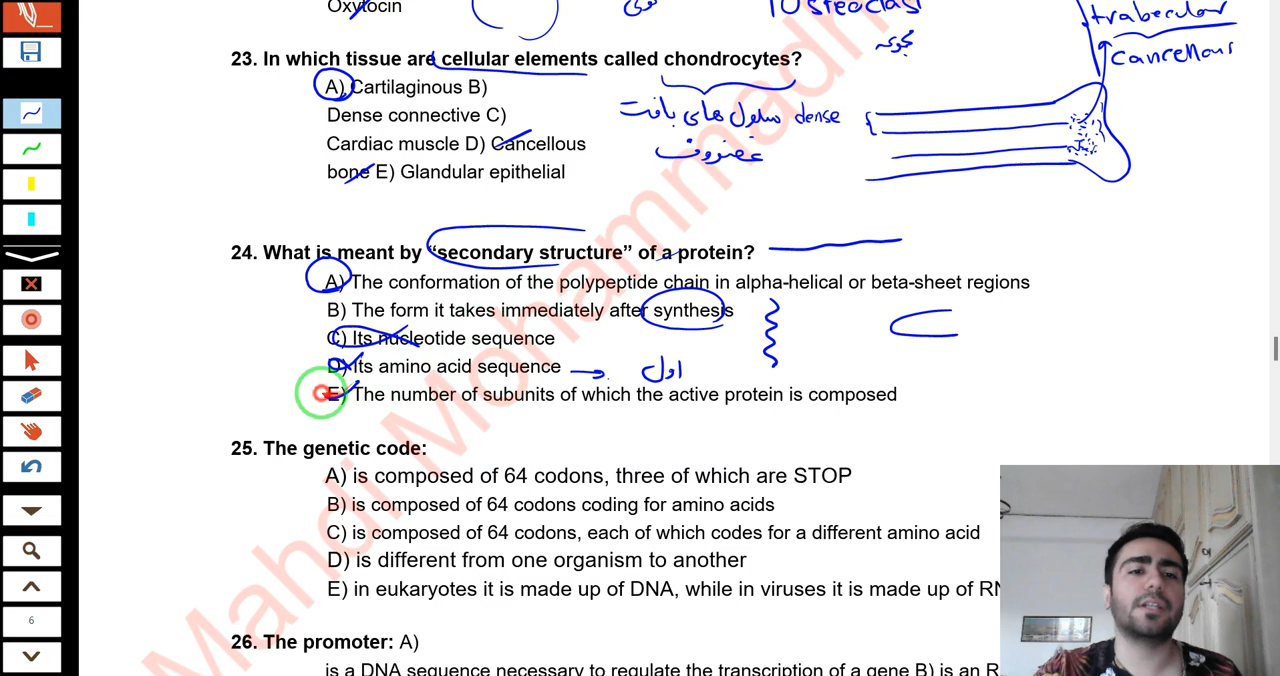 Oxytocin
Osteoclast
trabecular
cancellous
23. In which tissue are cellular elements called chondrocytes?
A) Cartilaginous B)
Dense connective C)
Cardiac muscle D) Cancellous
bone E) Glandular epithelial
سلول های بافت dense
غضروف
24. What is meant by “secondary structure” of a protein?
A) The conformation of the polypeptide chain in alpha-helical or beta-sheet regions
B) The form it takes immediately after synthesis
C) Its nucleotide sequence
D) Its amino acid sequence → اول
E) The number of subunits of which the active protein is composed
25. The genetic code:
A) is composed of 64 codons, three of which are STOP
B) is composed of 64 codons coding for amino acids
C) is composed of 64 codons, each of which codes for a different amino acid
D) is different from one organism to another
E) in eukaryotes it is made up of DNA, while in viruses it is made up of RN
26. The promoter: A)
is a DNA sequence necessary to regulate the transcription of a gene B) is an R
Mahdi Mohammadh
6